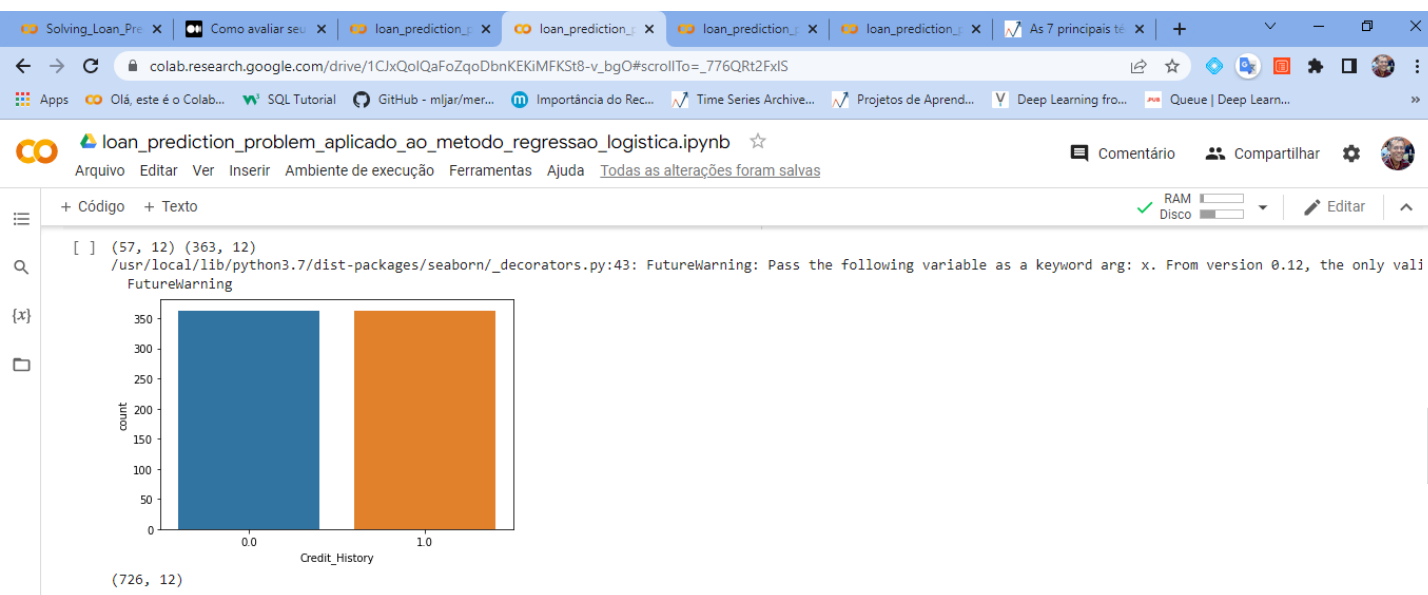 Solving_Loan_Pre
Como avaliar seu
loan_prediction_p
loan_prediction_p
loan_prediction_p
loan_prediction_p
As 7 principais té
colab.research.google.com/drive/1CJxQolQaFoZqoDbnKEKiMFKSt8-v_bgO#scrollTo=_776QRt2FxlS
Apps
Olá, este é o Colab...
SQL Tutorial
GitHub - mljar/mer...
Importância do Rec...
Time Series Archive...
Projetos de Aprend...
Deep Learning fro...
Queue | Deep Learn...
»
loan_prediction_problem_aplicado_ao_metodo_regressao_logistica.ipynb
Comentário
Compartilhar
Arquivo Editar Ver Inserir Ambiente de execução Ferramentas Ajuda Todas as alterações foram salvas
+ Código + Texto
RAM
Disco
Editar
[ ] (57, 12) (363, 12)
/usr/local/lib/python3.7/dist-packages/seaborn/_decorators.py:43: FutureWarning: Pass the following variable as a keyword arg: x. From version 0.12, the only vali
FutureWarning
{x}
350
300
250
200
150
100
50
0
count
0.0 1.0
Credit_History
(726, 12)